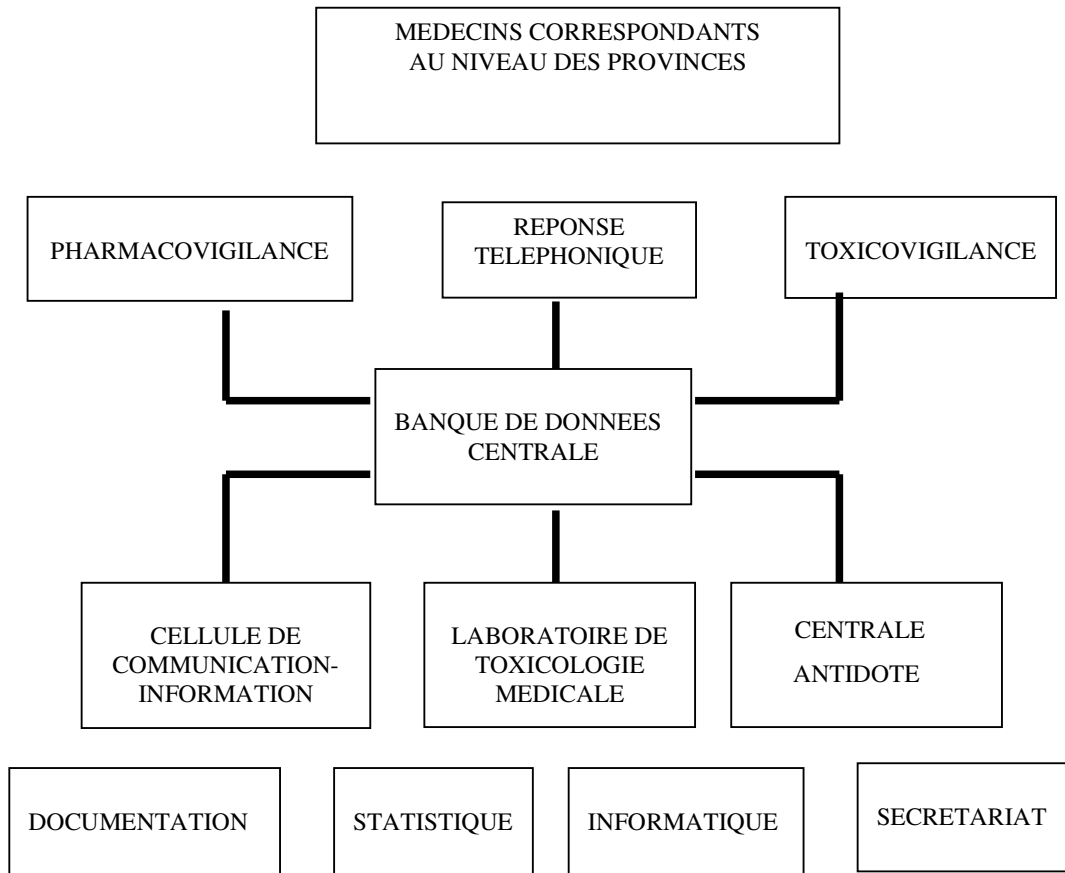 MEDECINS CORRESPONDANTS
AU NIVEAU DES PROVINCES
PHARMACOVIGILANCE
REPONSE
TELEPHONIQUE
TOXICOVIGILANCE
BANQUE DE DONNEES
CENTRALE
CELLULE DE
COMMUNICATION-
INFORMATION
LABORATOIRE DE
TOXICOLOGIE
MEDICALE
CENTRALE
ANTIDOTE
DOCUMENTATION
STATISTIQUE
INFORMATIQUE
SECRETARIAT